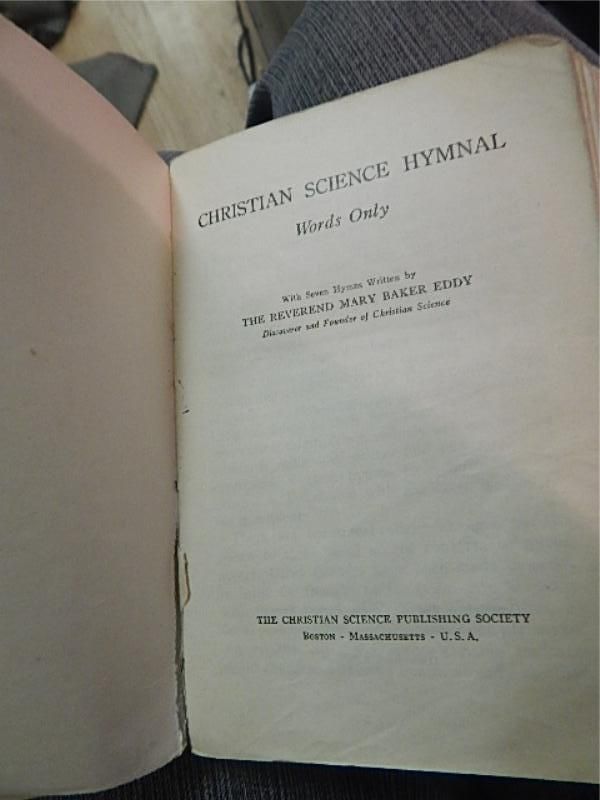 CHRISTIAN SCIENCE HYMNAL
Words Only
With Seven Hymns Written by
THE REVEREND MARY BAKER EDDY
Discoverer and Founder of Christian Science
THE CHRISTIAN SCIENCE PUBLISHING SOCIETY
BOSTON - MASSACHUSETTS - U.S.A.